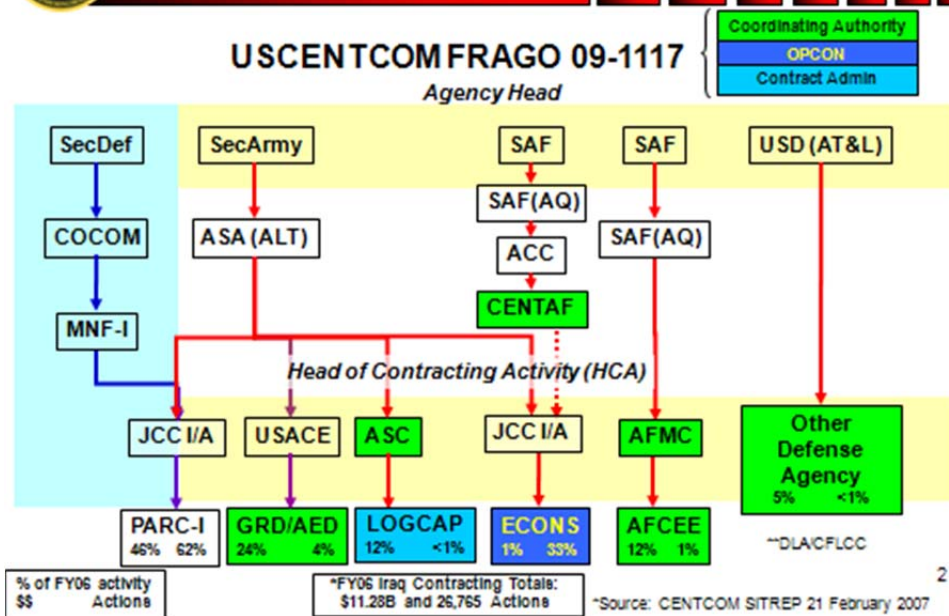 USCENTCOM FRAGO 09-1117
Coordinating Authority
OPCON
Contract Admin
Agency Head
SecDef
SecArmy
SAF
SAF
USD (AT&L)
SAF(AQ)
COCOM
ASA (ALT)
SAF(AQ)
ACC
CENTAF
MNF-I
Head of Contracting Activity (HCA)
JCC I/A
USACE
ASC
JCC I/A
AFMC
Other
Defense
Agency
5% <1%
PARC-I
46% 62%
GRD/AED
24% 4%
LOGCAP
12% <1%
ECONS
1% 33%
AFCEE
12% 1%
**DLA/CFLCC
% of FY06 activity
$$ Actions
*FY06 Iraq Contracting Totals:
$11.28B and 26,765 Actions
*Source: CENTCOM SITREP 21 February 2007
2